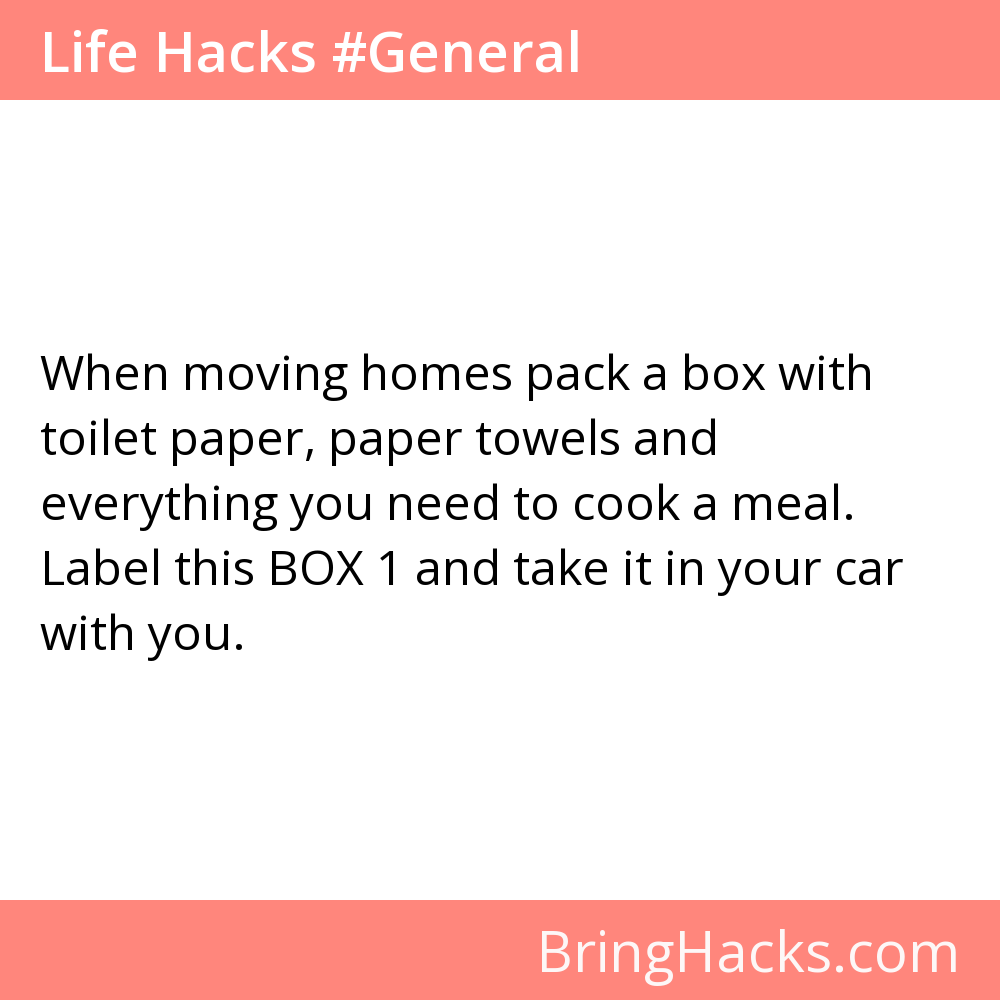 Life Hacks #General
When moving homes pack a box with
toilet paper, paper towels and
everything you need to cook a meal.
Label this BOX 1 and take it in your car
with you.
BringHacks.com